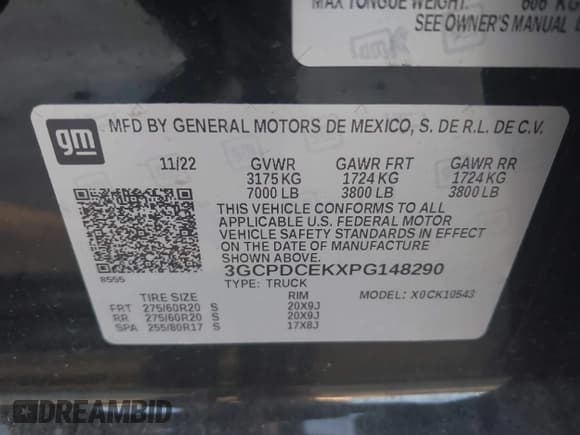 MAX TONGUE WEIGHT: 606 KG
SEE OWNER'S MANUAL
gm
MFD BY GENERAL MOTORS DE MEXICO, S. DE R.L. DE C.V.
11/22 GVWR GAWR FRT GAWR RR
3175 KG 1724 KG 1724 KG
7000 LB 3800 LB 3800 LB
THIS VEHICLE CONFORMS TO ALL
APPLICABLE U.S. FEDERAL MOTOR
VEHICLE SAFETY STANDARDS IN
EFFECT ON THE DATE OF MANUFACTURE
SHOWN ABOVE.
8555 3GCPDCEKXPG148290
TYPE: TRUCK MODEL: X0CK10543
TIRE SIZE RIM
FRT 275/60R20 S 20X9J
RR 275/60R20 S 20X9J
SPA 255/80R17 S 17X8J
DREAMBID